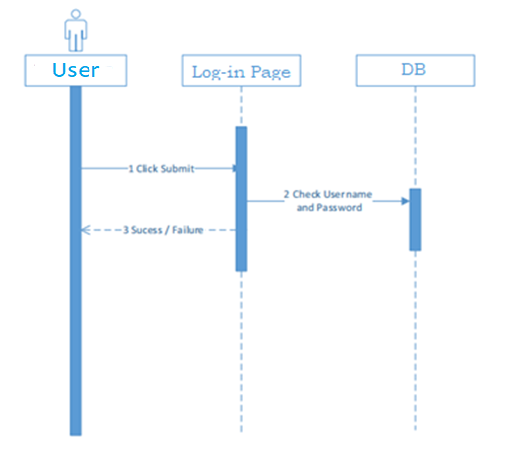 User
Log-in Page
DB
1 Click Submit
2 Check Username
and Password
3 Sucess / Failure